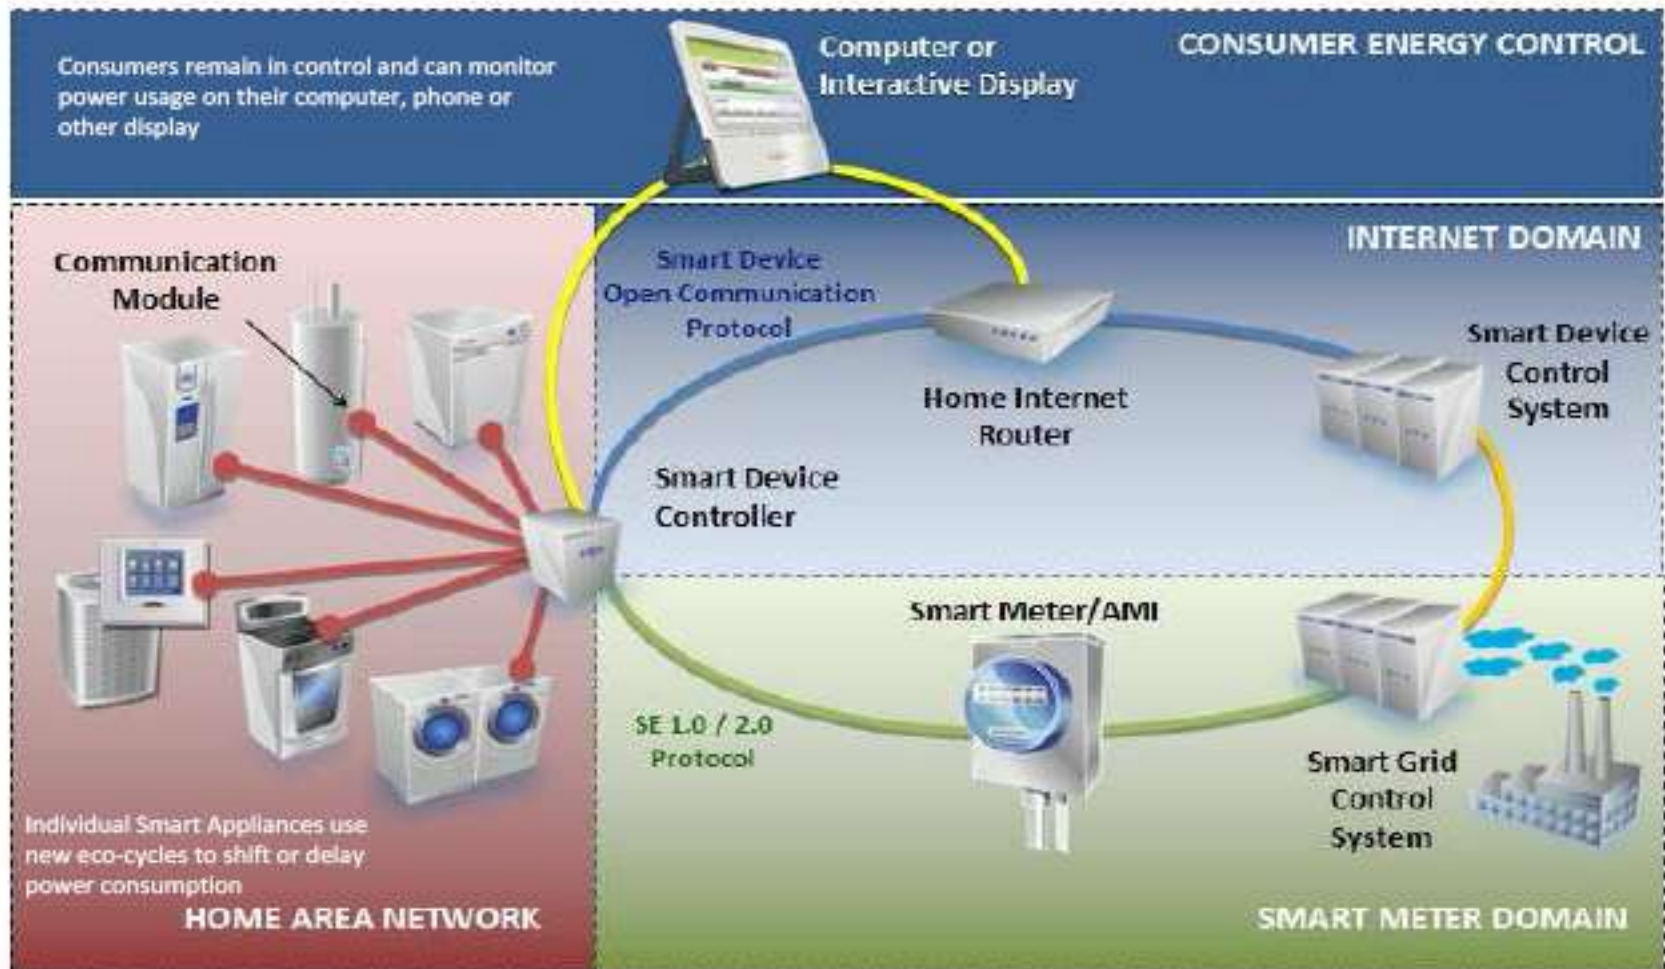 CONSUMER ENERGY CONTROL
Consumers remain in control and can monitor
power usage on their computer, phone or
other display
Computer or
Interactive Display
INTERNET DOMAIN
Communication
Module
Smart Device
Open Communication
Protocol
Home Internet
Router
Smart Device
Control
System
Smart Device
Controller
Smart Meter/AMI
SE 1.0 / 2.0
Protocol
Smart Grid
Control
System
Individual Smart Appliances use
new eco-cycles to shift or delay
power consumption
HOME AREA NETWORK
SMART METER DOMAIN